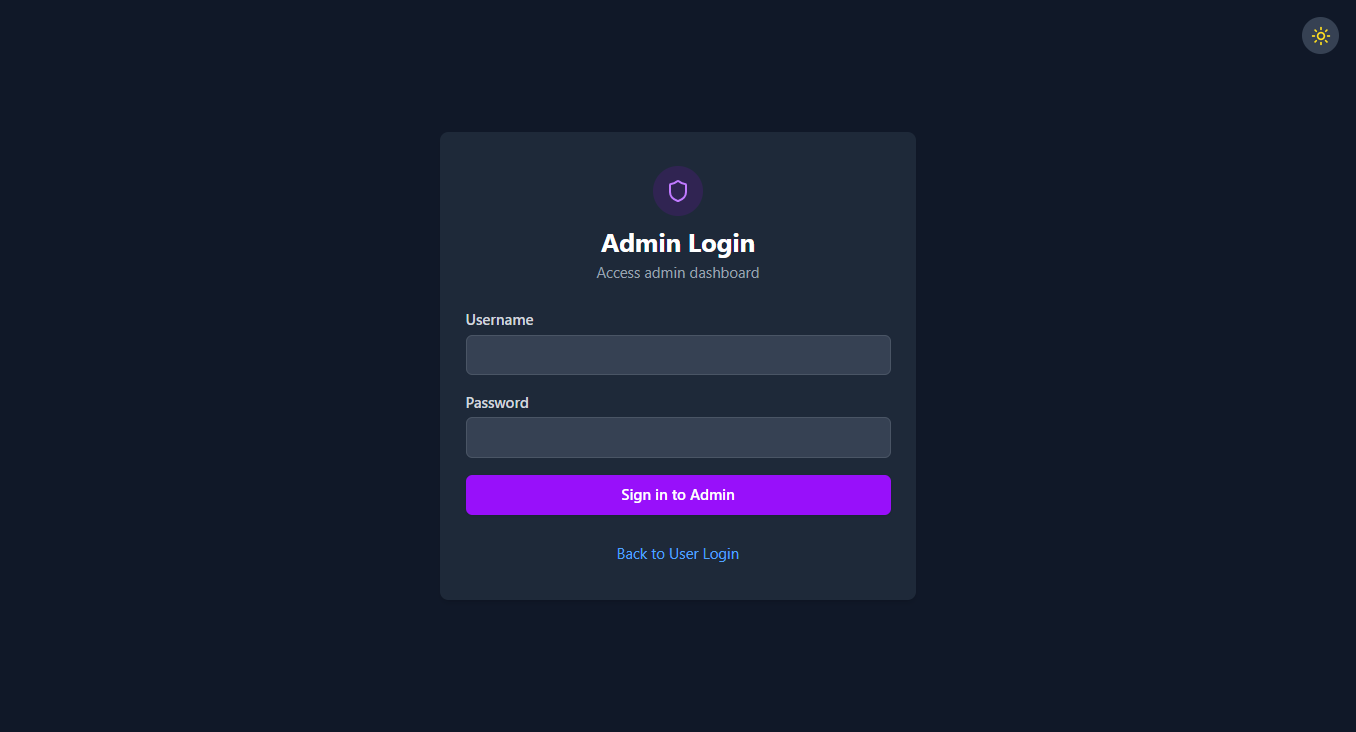 Admin Login
Access admin dashboard
Username
Password
Sign in to Admin
Back to User Login